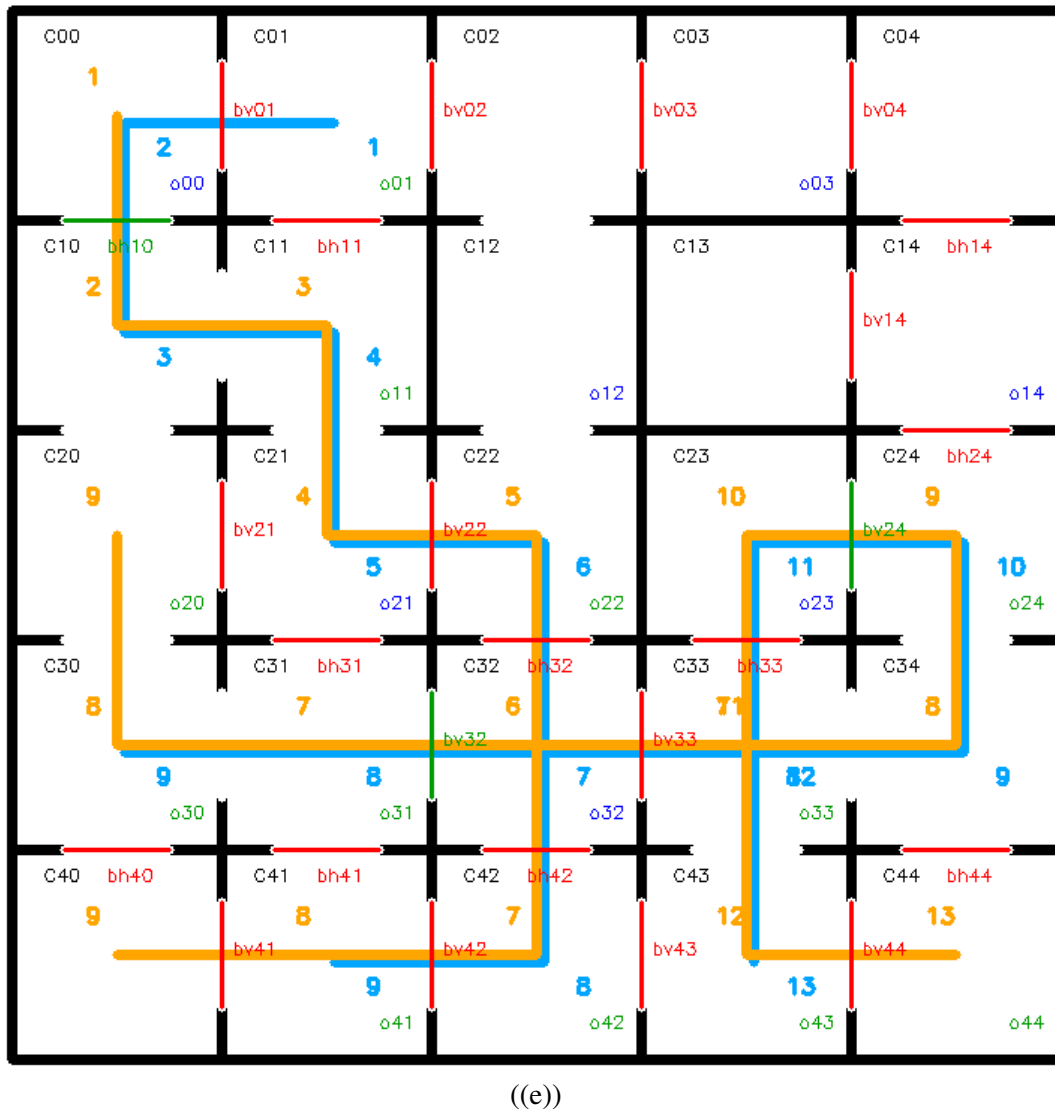 C00 C01 C02 C03 C04
1
bv01 bv02 bv03 bv04
2 1
o00 o01 o03
C10 bh10 C11 bh11 C12 C13 C14 bh14
2 3
bv14
3 4
o11 o12 o14
C20 C21 C22 C23 C24 bh24
9 4 5 10 9
bv21 bv22 bv24
5 6 11 10
o20 o21 o22 o23 o24
C30 C31 bh31 C32 bh32 C33 bh33 C34
8 7 6 8
bv32 bv33
9 8 7 9
o30 o31 o32 o33
C40 bh40 C41 bh41 C42 bh42 C43 C44 bh44
9 8 7 12 13
bv41 bv42 bv43 bv44
9 8 13
o41 o42 o43 o44
((e))